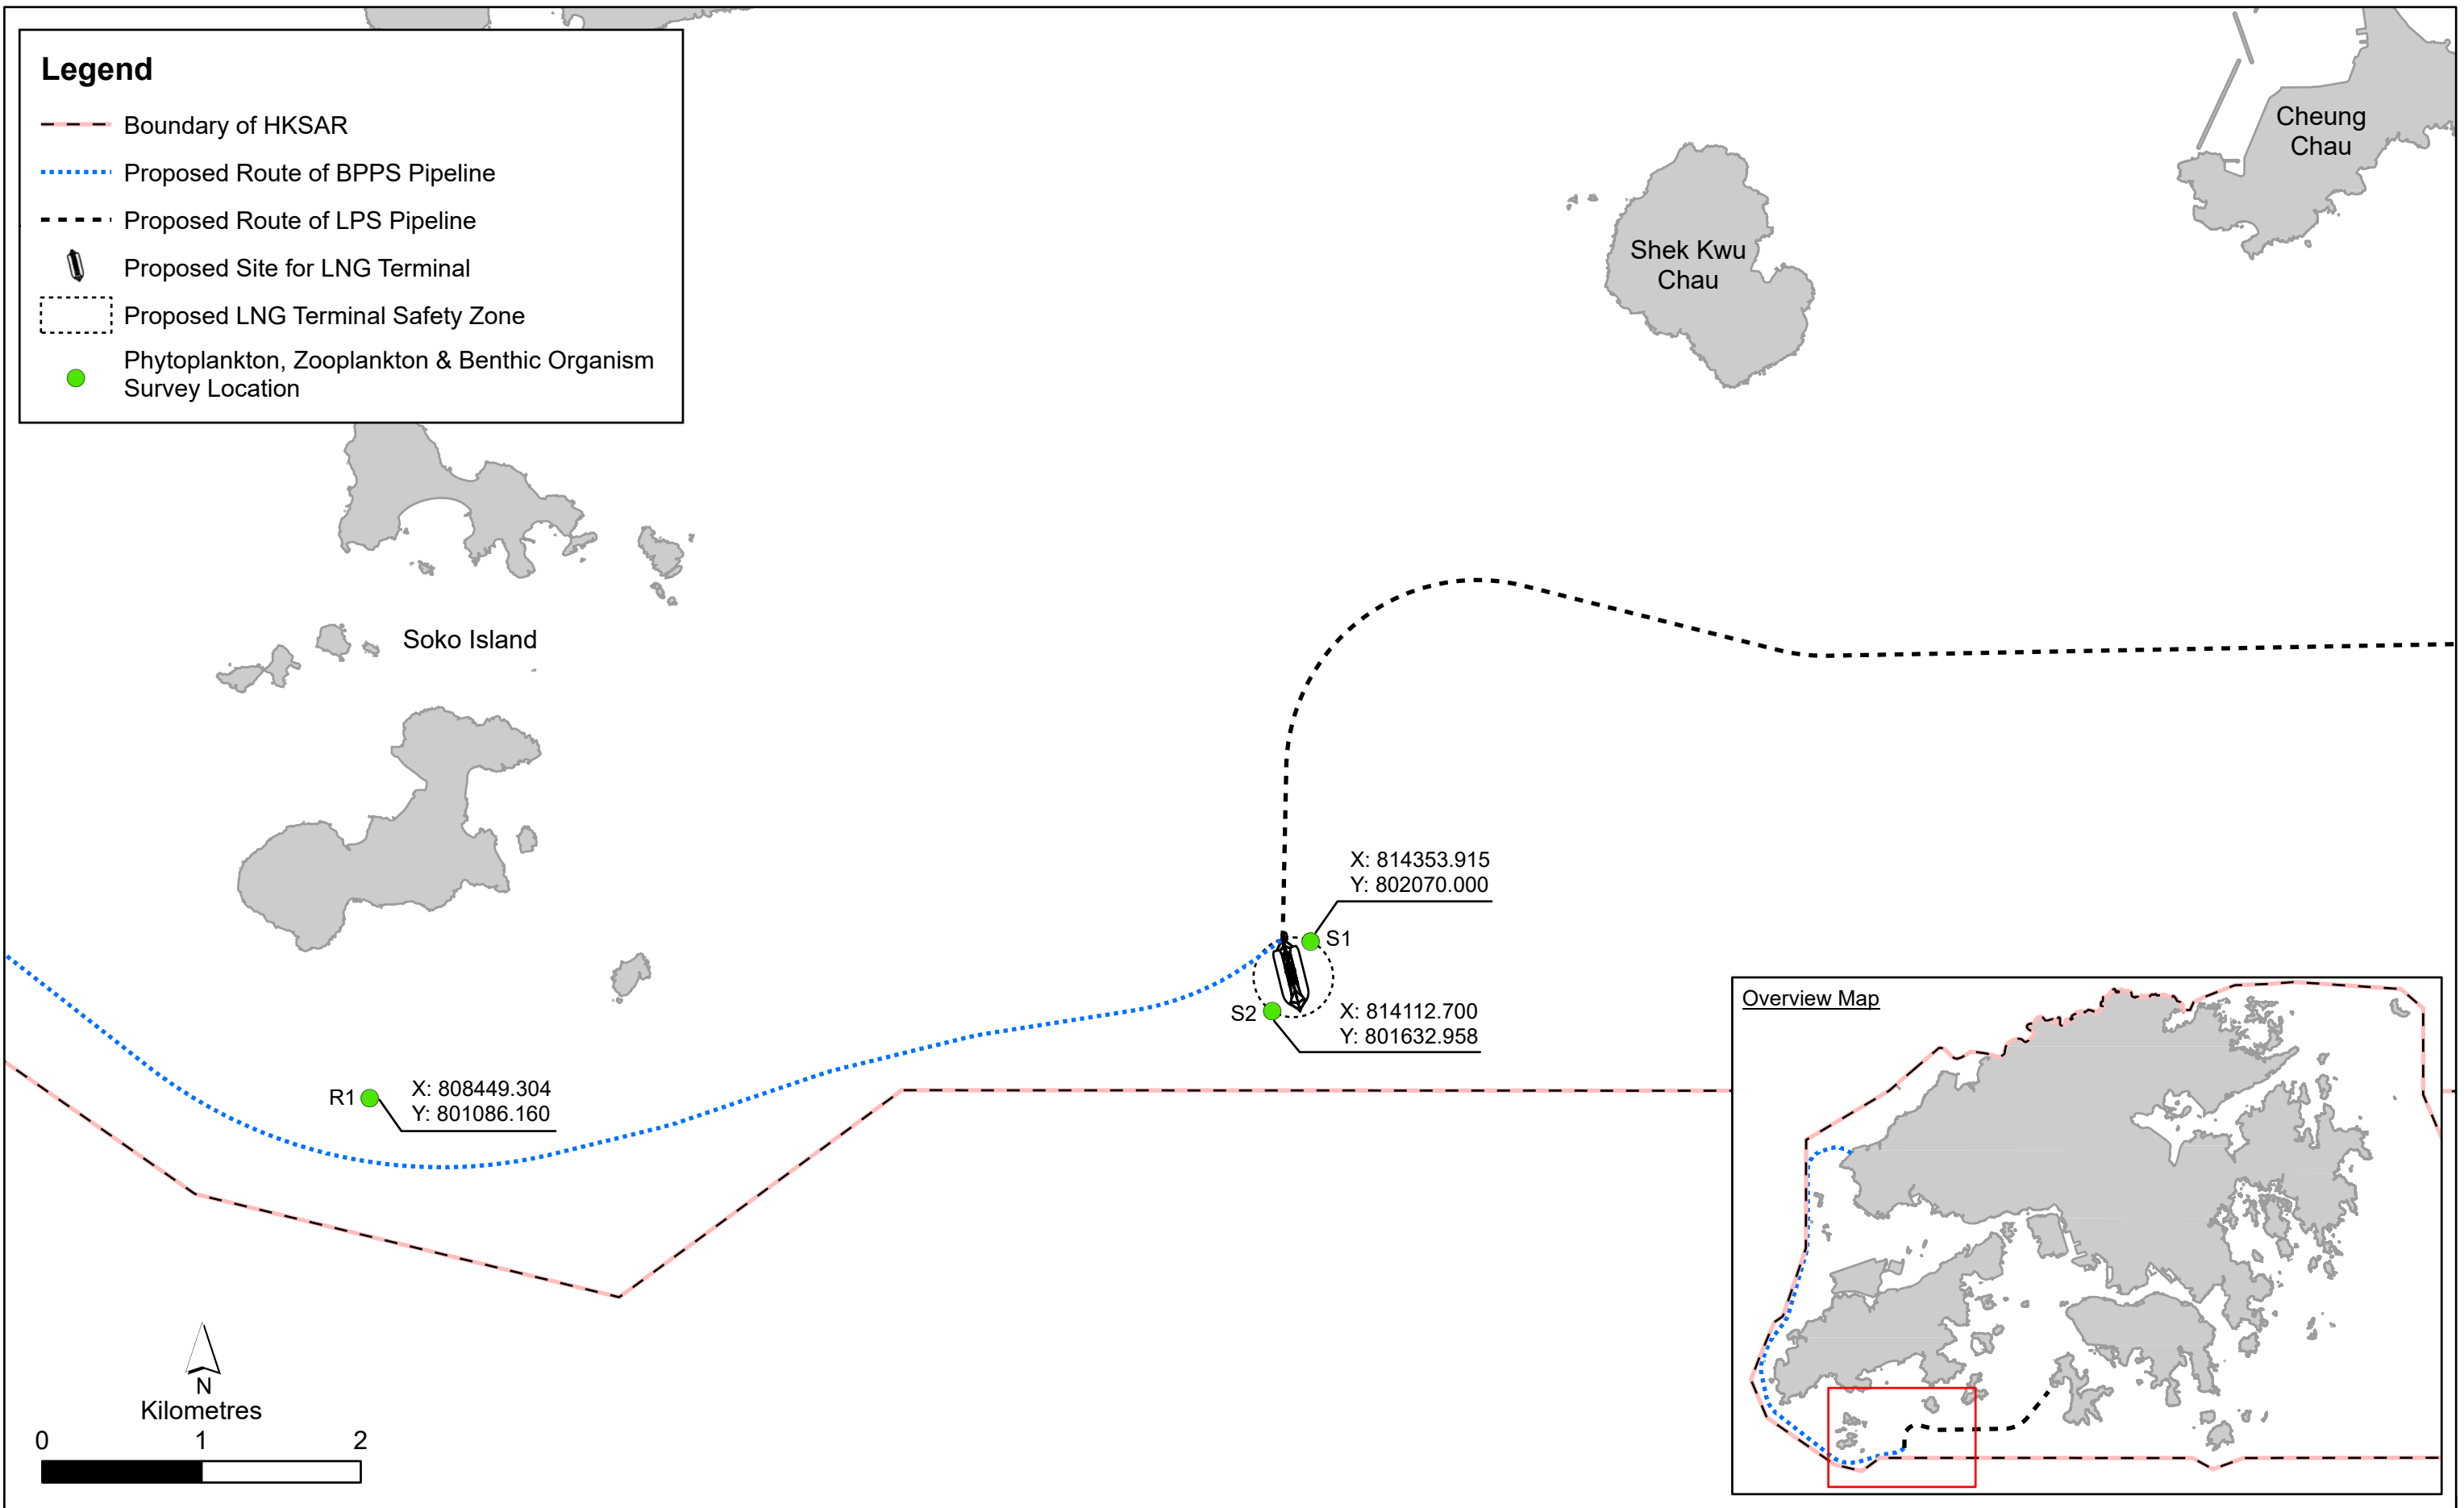 Legend
Boundary of HKSAR
Proposed Route of BPPS Pipeline
Proposed Route of LPS Pipeline
Proposed Site for LNG Terminal
Proposed LNG Terminal Safety Zone
Phytoplankton, Zooplankton & Benthic Organism
Survey Location
Cheung
Chau
Shek Kwu
Chau
Soko Island
X: 814353.915
Y: 802070.000
S1
S2
X: 814112.700
Y: 801632.958
R1
X: 808449.304
Y: 801086.160
Overview Map
N
Kilometres
0 1 2